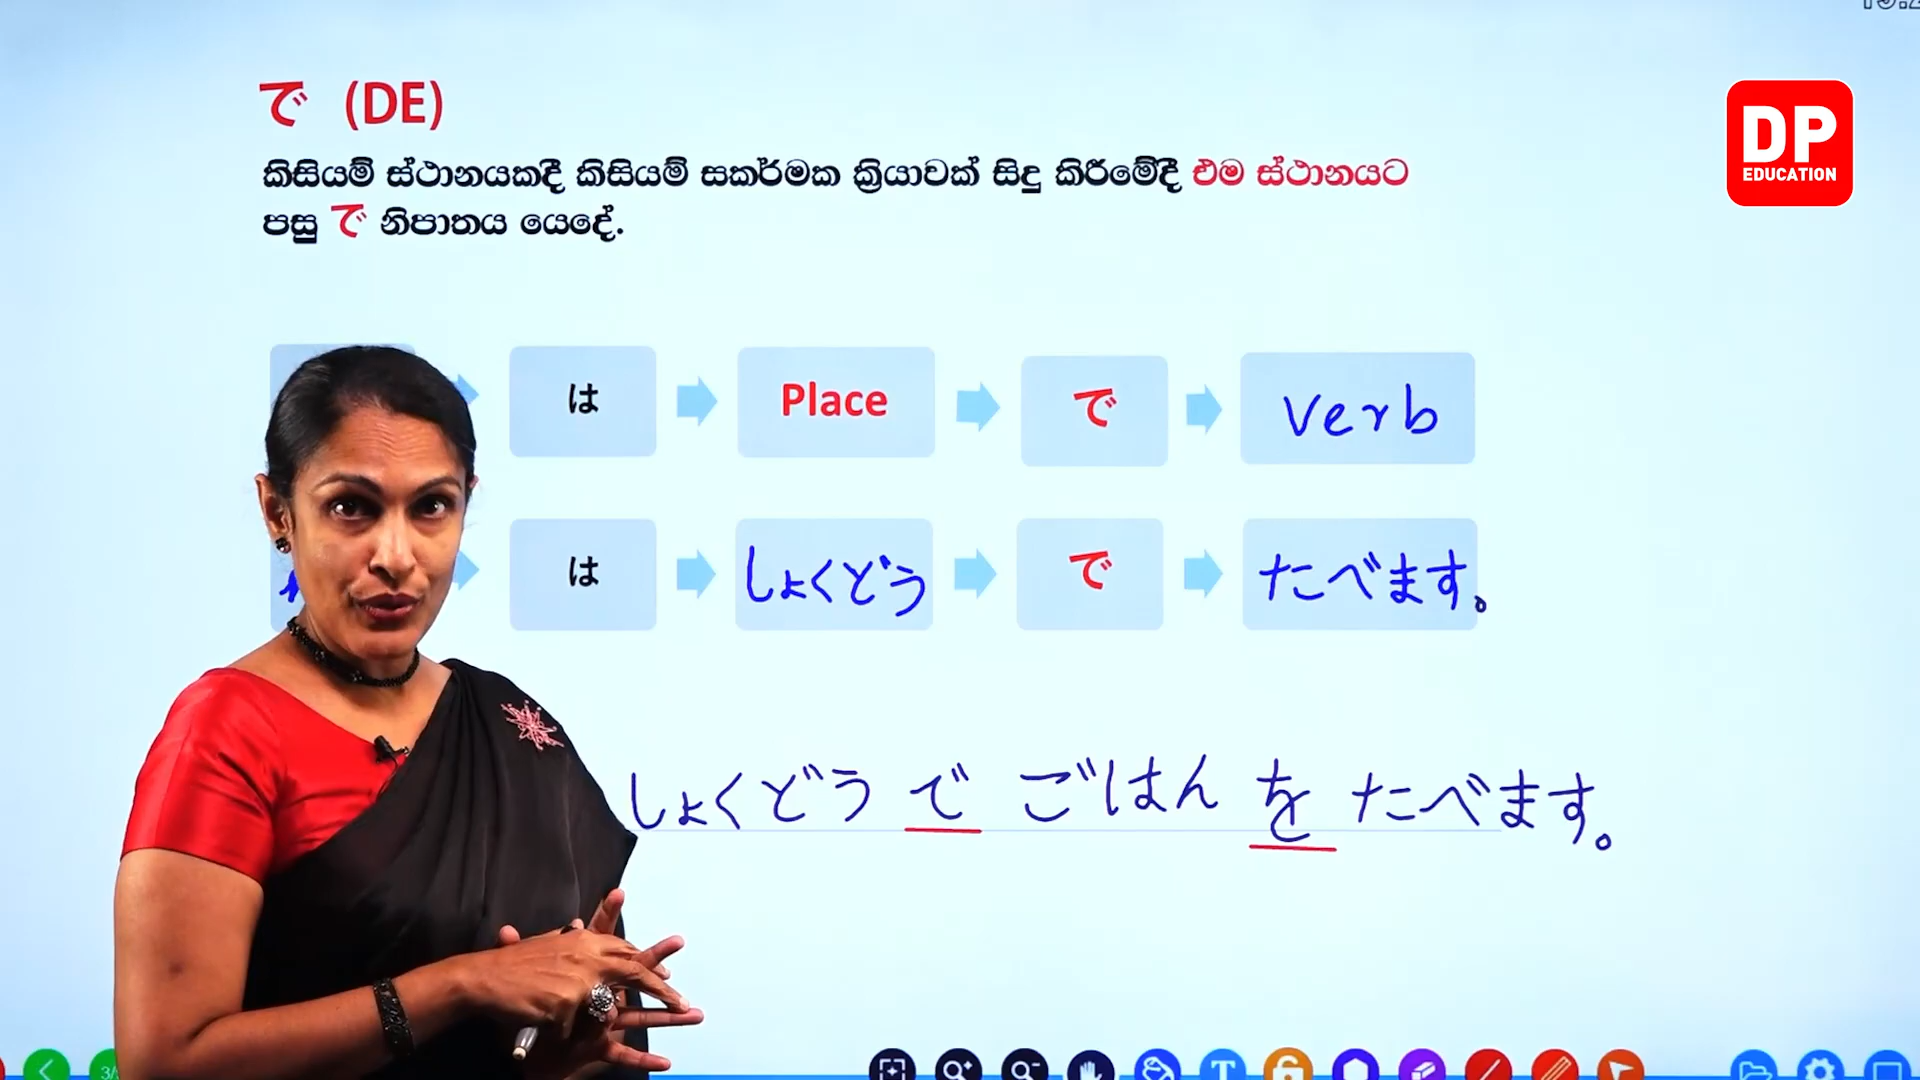 で (DE)
කිසියම් ස්ථානයකදී කිසියම් සකර්මක ක්‍රියාවක් සිදු කිරීමේදී එම ස්ථානයට
පසු で නිපාතය යෙදේ.
DP
EDUCATION
は Place で verb
は しょくどう で たべます。
しょくどう で ごはん を たべます。